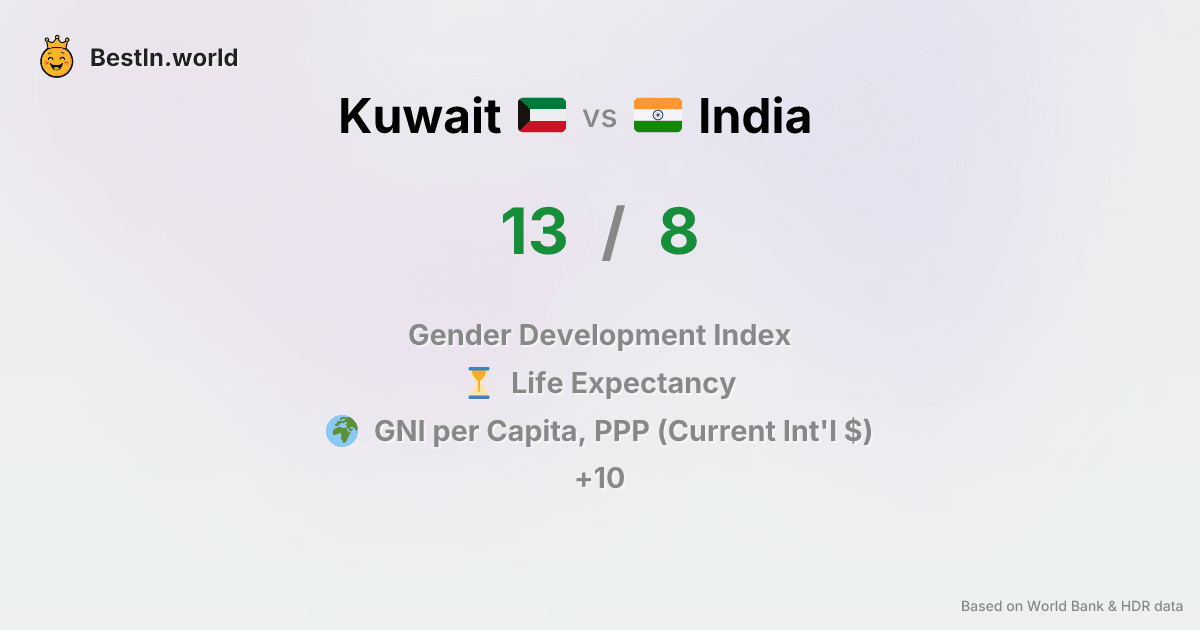 BestIn.world
Kuwait vs India
13 / 8
Gender Development Index
Life Expectancy
GNI per Capita, PPP (Current Int'l $)
+10
Based on World Bank & HDR data